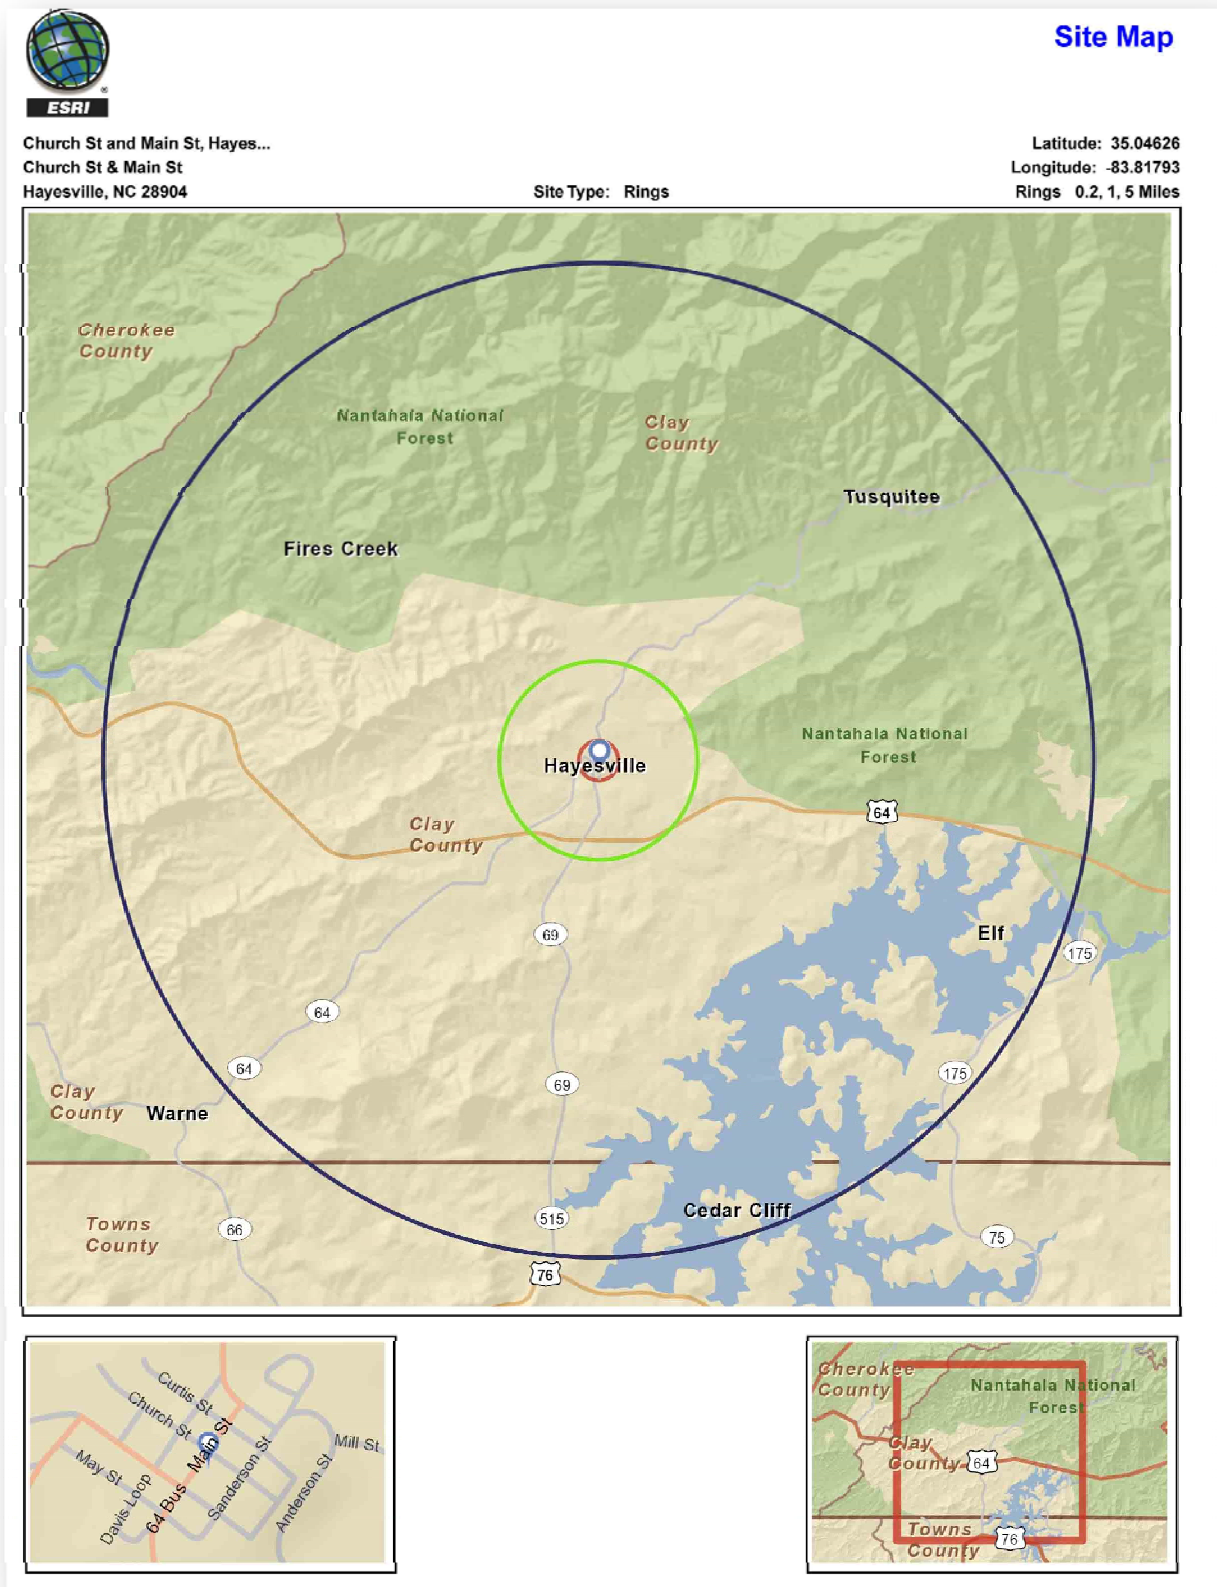 Site Map
ESRI
®
Church St and Main St, Hayes...
Latitude: 35.04626
Church St & Main St
Longitude: -83.81793
Hayesville, NC 28904
Site Type: Rings
Rings 0.2, 1, 5 Miles
Cherokee
County
Nantahala National
Forest
Clay
County
Tusquitee
Fires Creek
Nantahala National
Forest
Hayesville
64
Clay
County
69
Elf
175
64
64
69
175
Clay
County
Warne
Cedar Cliff
515
Towns
County
66
75
76
Curtis St
Church St
Main St
Mill St
May St
Davis Loop
64 Bus
Sanderson St
Anderson St
Cherokee
County
Nantahala National
Forest
Clay
County
64
Towns
County
76